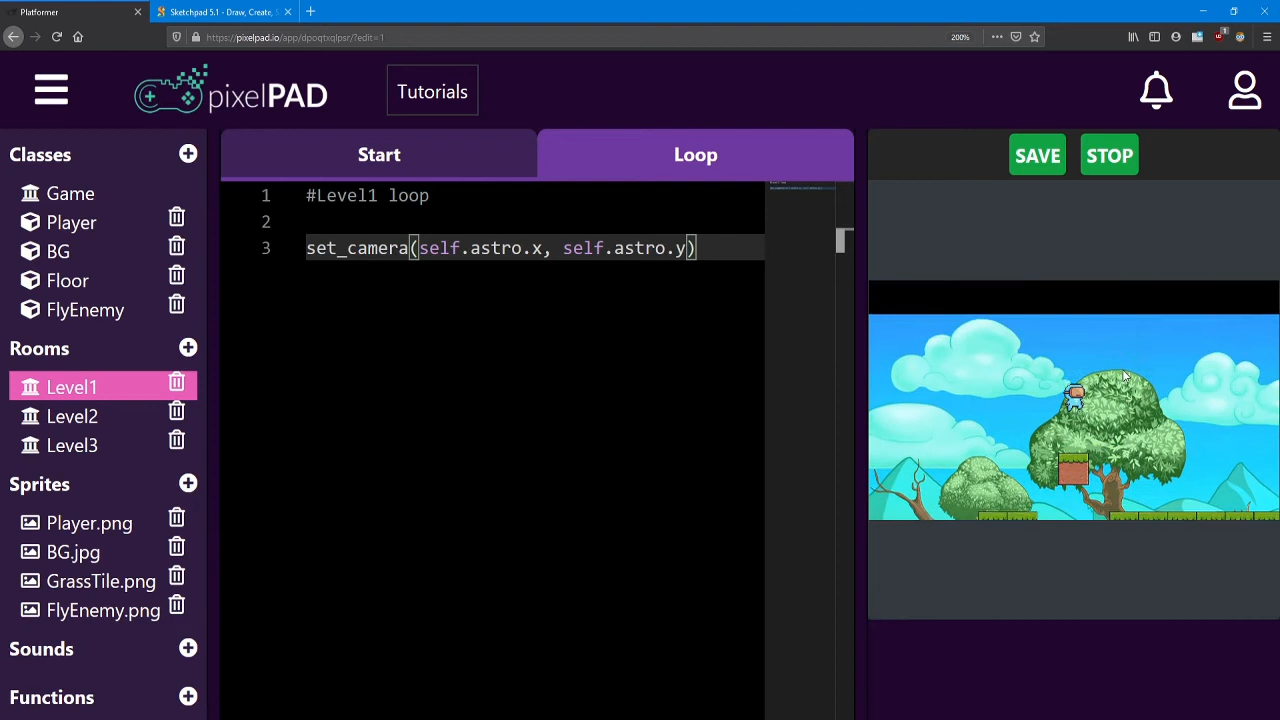 Platformer
Sketchpad 5.1 - Draw, Create, S
https://pixelpad.io/app/dpoqtxqlpsr/?edit=1
200%
pixelPAD
Tutorials
Classes
Game
Player
BG
Floor
FlyEnemy
Rooms
Level1
Level2
Level3
Sprites
Player.png
BG.jpg
GrassTile.png
FlyEnemy.png
Sounds
Functions
Start
Loop
1 #Level1 loop
2
3 set_camera(self.astro.x, self.astro.y)
SAVE
STOP